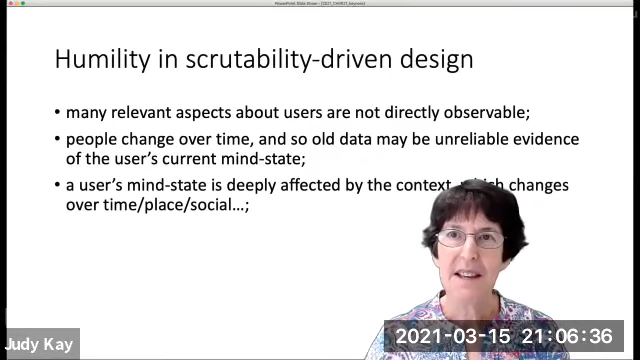 PowerPoint Slide Show - [2021_CHIIR21_keynote]
Humility in scrutability-driven design
• many relevant aspects about users are not directly observable;
• people change over time, and so old data may be unreliable evidence
of the user's current mind-state;
• a user's mind-state is deeply affected by the context, which changes
over time/place/social...;
Judy Kay
2021-03-15 21:06:36